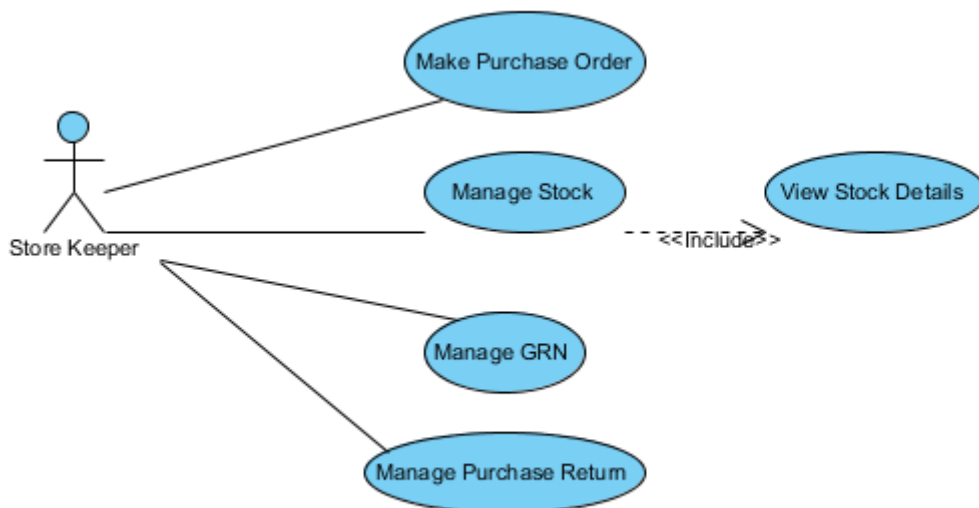 Make Purchase Order
Manage Stock
View Stock Details
<<Include>>
Store Keeper
Manage GRN
Manage Purchase Return